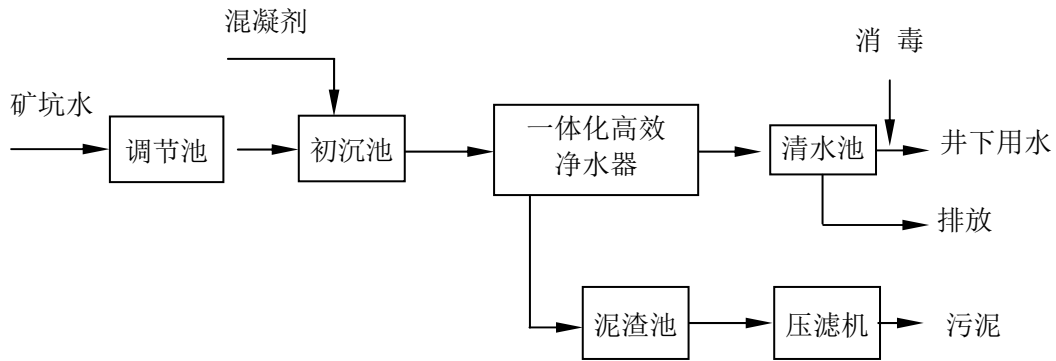 混凝剂
消 毒
矿坑水
调节池
初沉池
一体化高效
净水器
清水池
井下用水
排放
泥渣池
压滤机
污泥